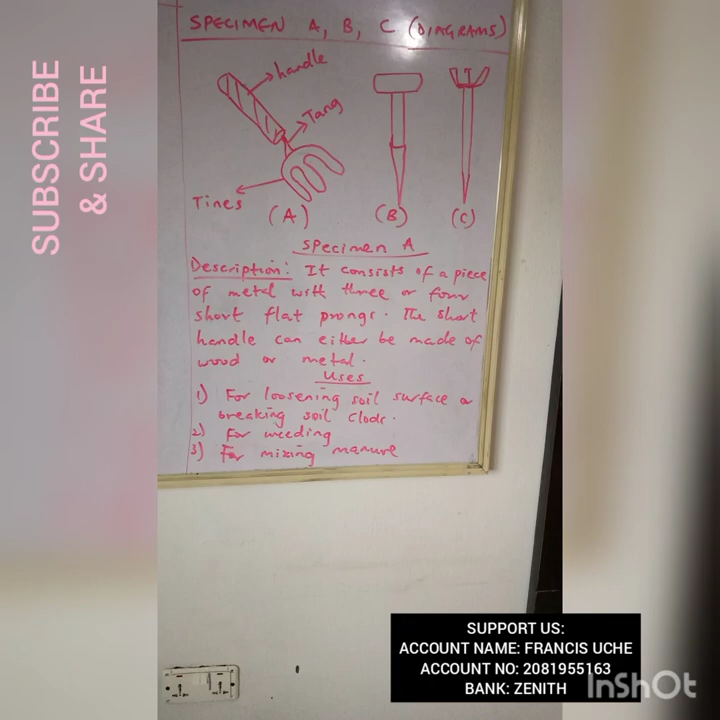 SUBSCRIBE
& SHARE
SPECIMEN A, B, C (DIAGRAMS)
handle
Tang
Tines
(A)
(B)
(C)
Specimen A
Description: It consists of a piece
of metal with three or four
short flat prongs. The short
handle can either be made of
wood or metal.
Uses
1) For loosening soil surface or
breaking soil clods.
2) For weeding
3) For mixing manure
SUPPORT US:
ACCOUNT NAME: FRANCIS UCHE
ACCOUNT NO: 2081955163
BANK: ZENITH
InShOt